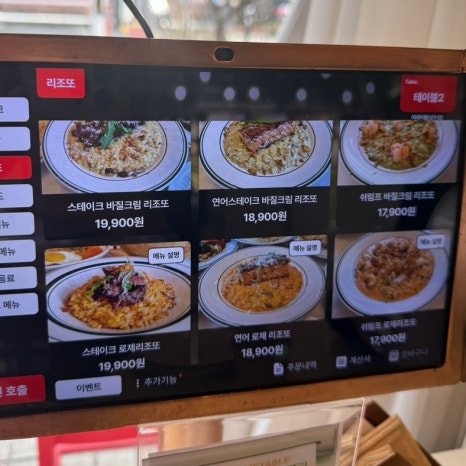 리조또
Table
테이블2
스테이크 바질크림 리조또
19,900원
연어스테이크 바질크림 리조또
18,900원
쉬림프 바질크림 리조또
17,900원
메뉴 설명
메뉴 설명
메뉴 설명
스테이크 로제리조또
19,900원
연어 로제 리조또
18,900원
쉬림프 로제리조또
17,900원
메뉴
메뉴
음료
메뉴
호출
이벤트
추가기능
주문내역
계산서
장바구니